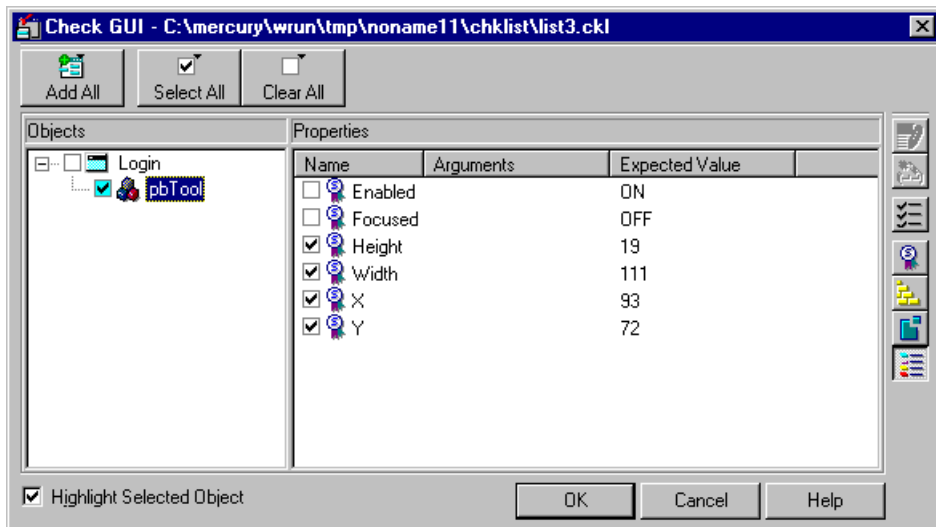 Check GUI - C:\mercury\wrun\tmp\noname11\chklist\list3.ckl
Add All Select All Clear All
Objects Properties
Login
pbTool
Name Arguments Expected Value
Enabled ON
Focused OFF
Height 19
Width 111
X 93
Y 72
Highlight Selected Object OK Cancel Help